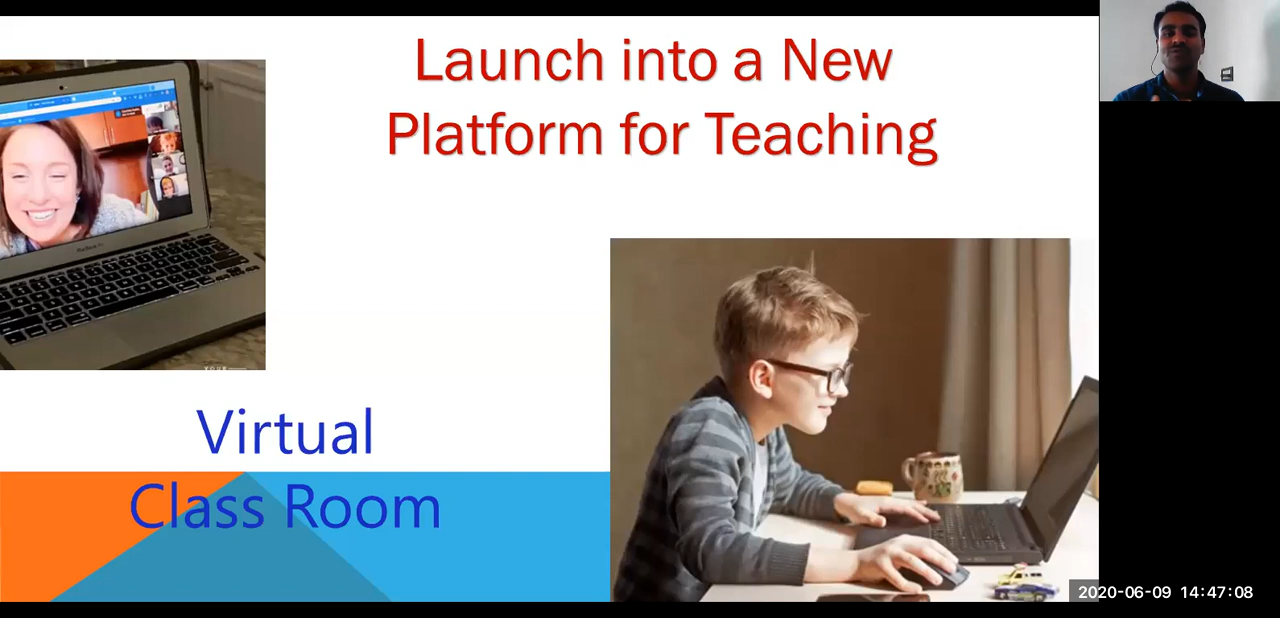 Launch into a New
Platform for Teaching
Virtual
Class Room
2020-06-09 14:47:08